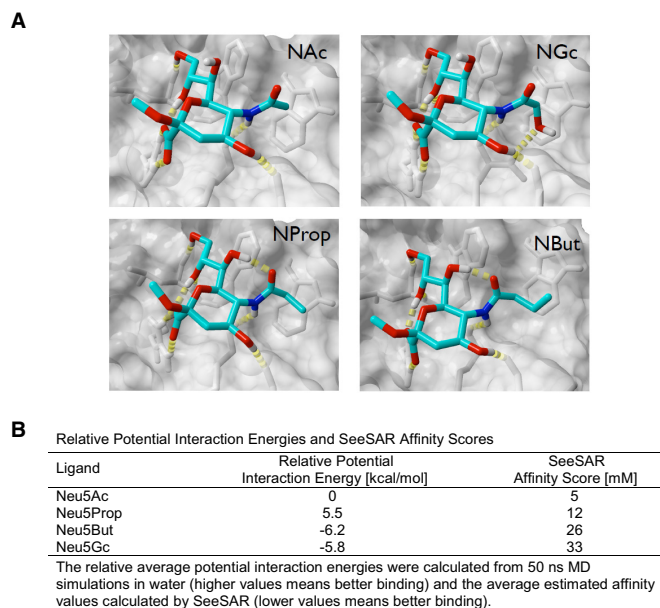 A
NAc
NGc
NProp
NBut
B
Relative Potential Interaction Energies and SeeSAR Affinity Scores
Ligand Relative Potential Interaction Energy [kcal/mol] SeeSAR Affinity Score [mM]
Neu5Ac 0 5
Neu5Prop 5.5 12
Neu5But -6.2 26
Neu5Gc -5.8 33
The relative average potential interaction energies were calculated from 50 ns MD
simulations in water (higher values means better binding) and the average estimated affinity
values calculated by SeeSAR (lower values means better binding).